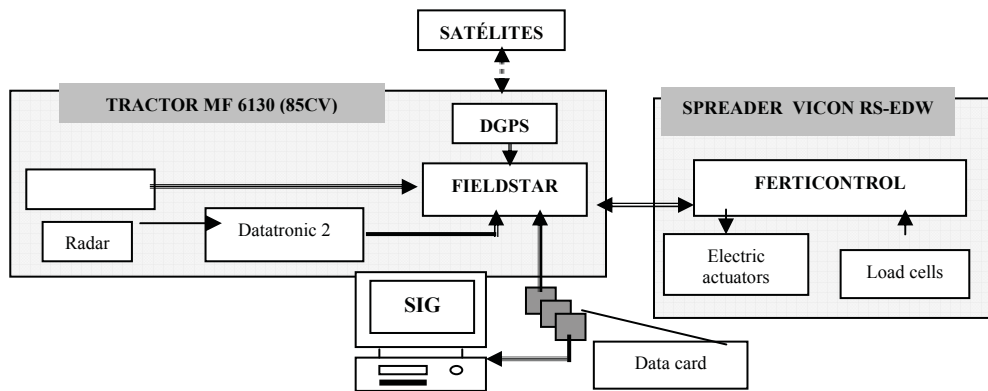 SATÉLITES
TRACTOR MF 6130 (85CV)
DGPS
FIELDSTAR
Radar
Datatronic 2
SPREADER VICON RS-EDW
FERTICONTROL
Electric
actuators
Load cells
SIG
Data card